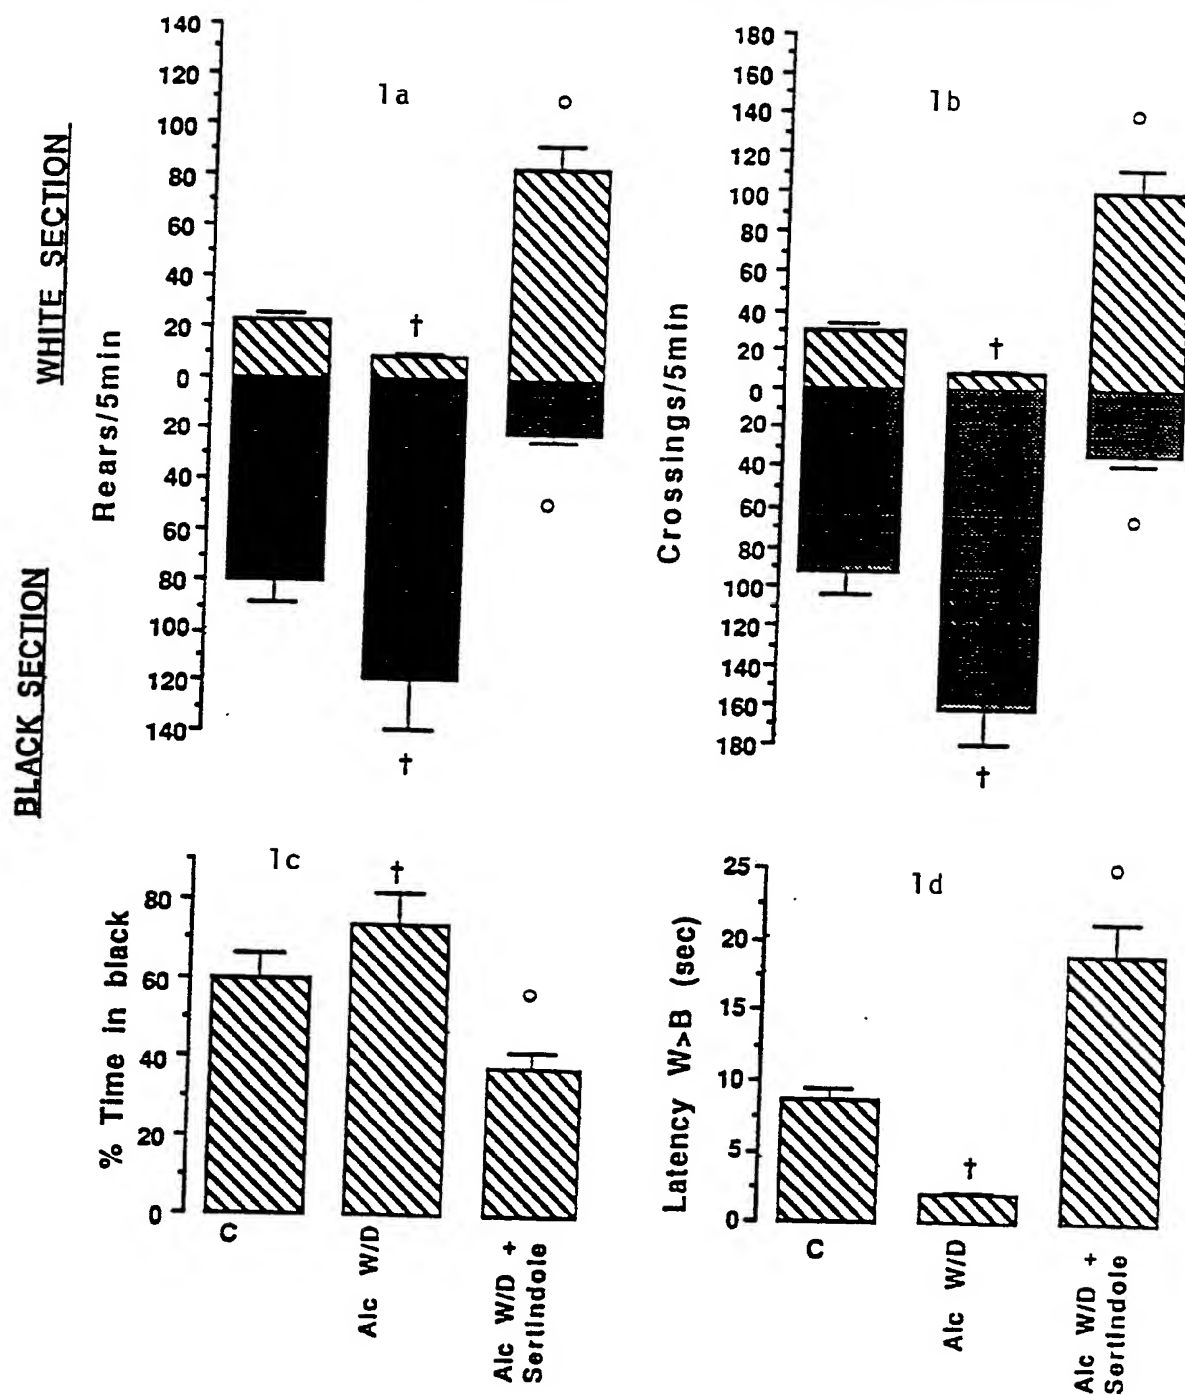 WHITE SECTION
BLACK SECTION
Rears/5min
140
120
100
80
60
40
20
0
20
40
60
80
100
120
140
1a
o
†
o
†
Crossings/5min
180
160
140
120
100
80
60
40
20
0
20
40
60
80
100
120
140
160
180
1b
o
†
o
†
% Time in black
80
60
40
20
0
1c
†
o
C
Alc W/D
Alc W/D +
Sertindole
Latency W>B (sec)
25
20
15
10
5
0
1d
o
†
C
Alc W/D
Alc W/D +
Sertindole